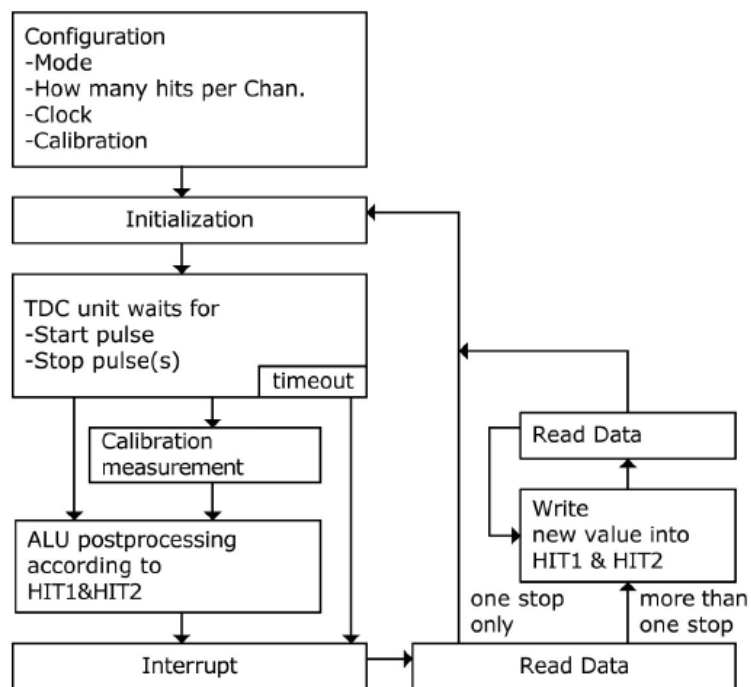 Configuration
-Mode
-How many hits per Chan.
-Clock
-Calibration
Initialization
TDC unit waits for
-Start pulse
-Stop pulse(s)
timeout
Calibration
measurement
ALU postprocessing
according to
HIT1&HIT2
Interrupt
Read Data
Write
new value into
HIT1 & HIT2
one stop
only
more than
one stop
Read Data